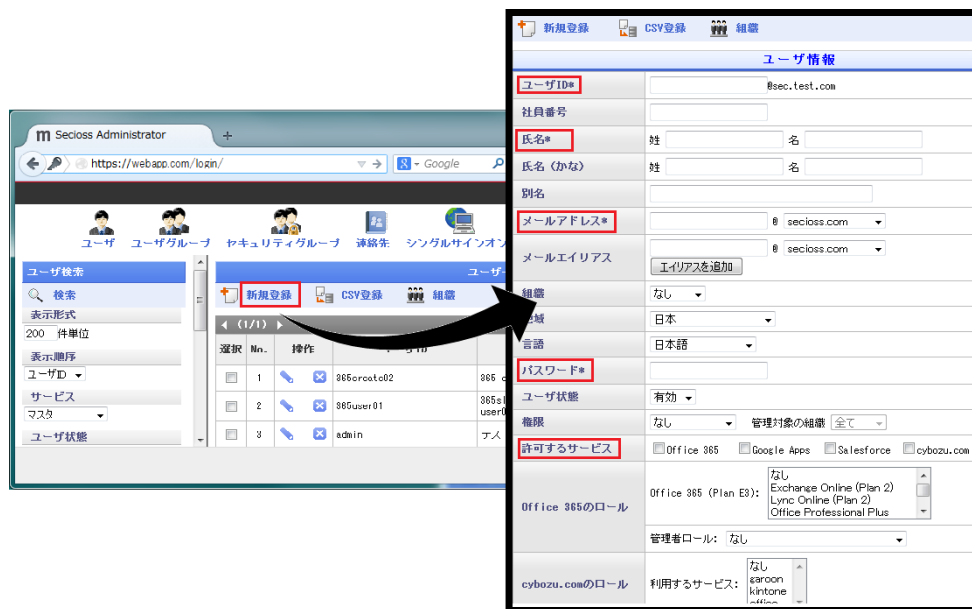 Secioss Administrator
https://webapp.com/login/
Google
ユーザ ユーザグループ セキュリティグループ 連絡先 シングルサインオン
ユーザ検索
検索
表示形式
200 件単位
表示順序
ユーザID
サービス
マスタ
ユーザ状態
ユーザー
新規登録 CSV登録 組織
(1/1)
選択 No. 操作
1 365create02 365
2 365user01
3 admin
新規登録 CSV登録 組織
ユーザ情報
ユーザID* @sec.test.com
社員番号
氏名* 姓 名
氏名(かな) 姓 名
別名
メールアドレス* @ secioss.com
メールエイリアス @ secioss.com
エイリアスを追加
組織 なし
域 日本
言語 日本語
パスワード*
ユーザ状態 有効
権限 なし 管理対象の組織 全て
許可するサービス Office 365 Google Apps Salesforce cybozu.com
Office 365のロール Office 365 (Plan E3): なし
Exchange Online (Plan 2)
Lync Online (Plan 2)
Office Professional Plus
管理者ロール: なし
cybozu.comのロール 利用するサービス: なし
garoon
kintone